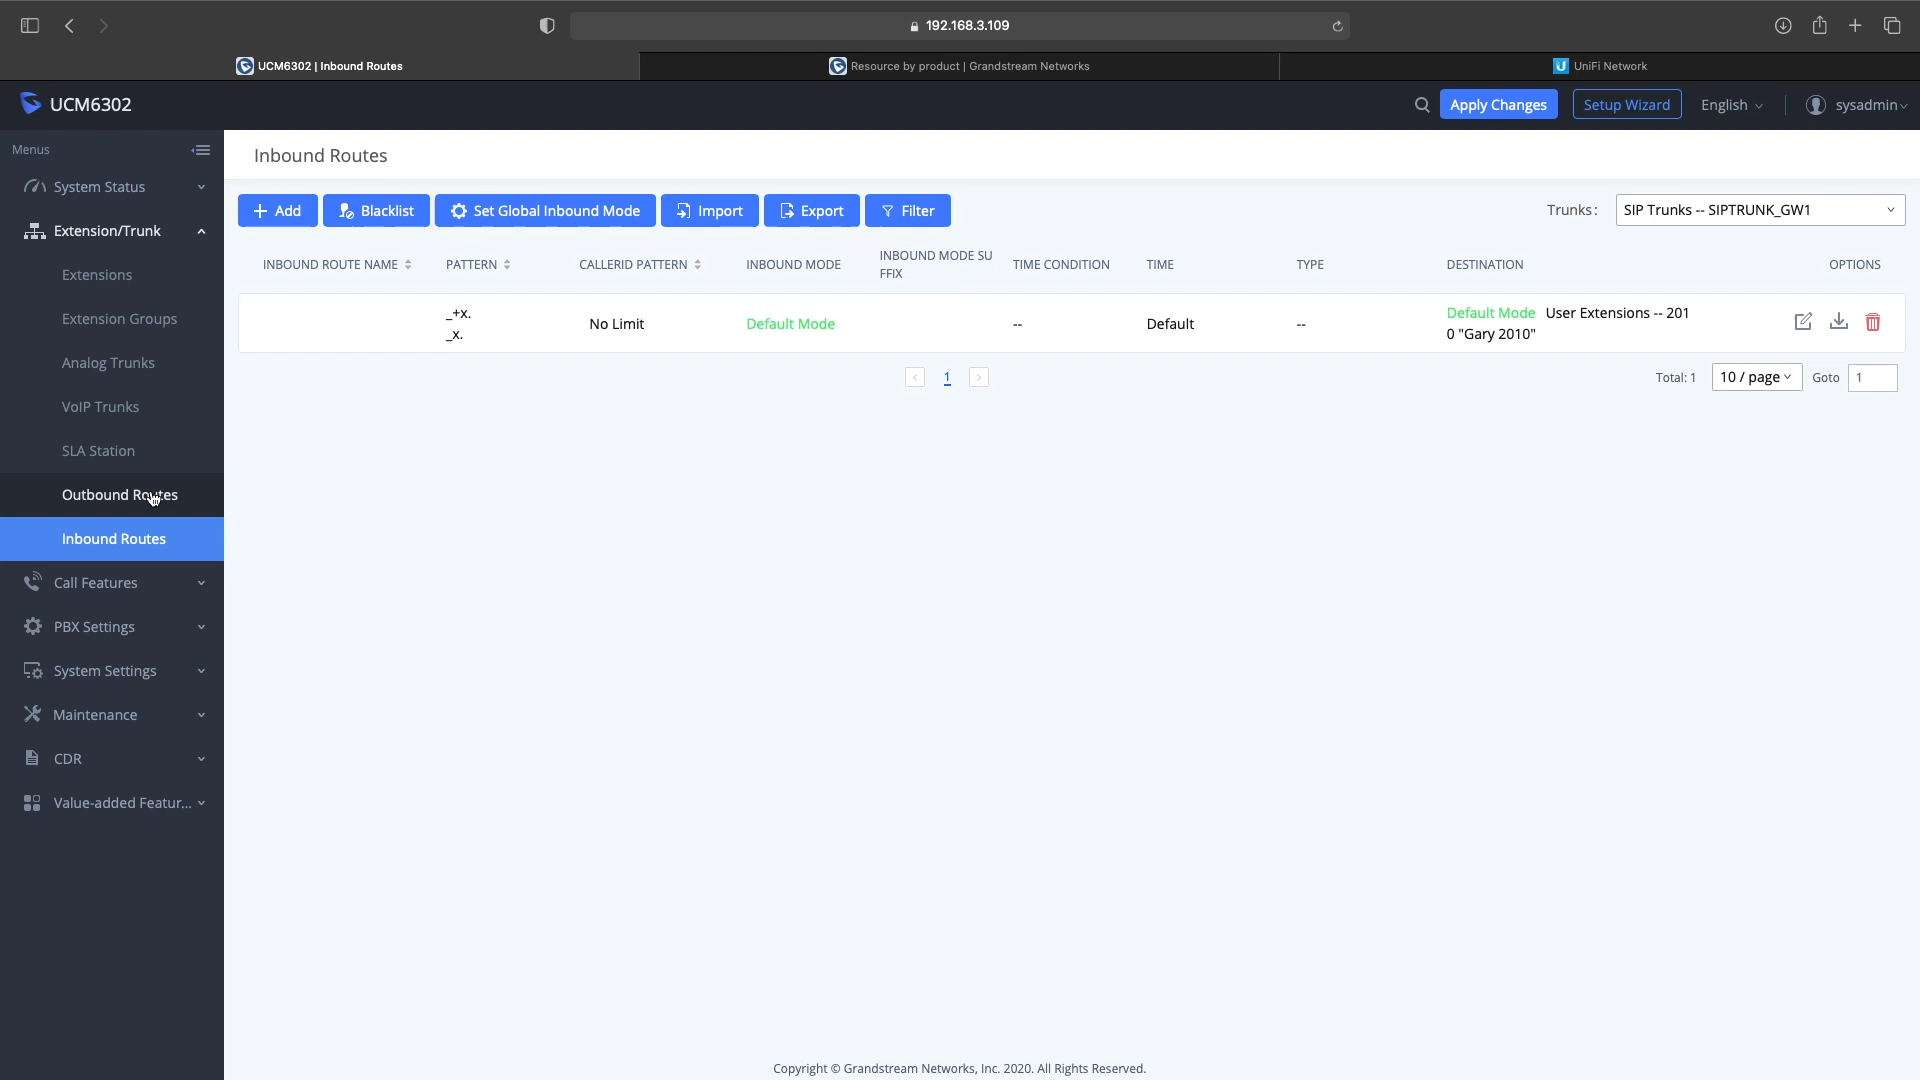 192.168.3.109
UCM6302 | Inbound Routes
Resource by product | Grandstream Networks
U UniFi Network
UCM6302
Apply Changes
Setup Wizard
English
sysadmin
Menus
System Status
Extension/Trunk
Extensions
Extension Groups
Analog Trunks
VoIP Trunks
SLA Station
Outbound Routes
Inbound Routes
Call Features
PBX Settings
System Settings
Maintenance
CDR
Value-added Featur...
Inbound Routes
+ Add
Blacklist
Set Global Inbound Mode
Import
Export
Filter
Trunks :
SIP Trunks -- SIPTRUNK_GW1
INBOUND ROUTE NAME
PATTERN
CALLERID PATTERN
INBOUND MODE
INBOUND MODE SU
FFIX
TIME CONDITION
TIME
TYPE
DESTINATION
OPTIONS
_+x.
_x.
No Limit
Default Mode
--
Default
--
Default Mode User Extensions -- 201
0 "Gary 2010"
< 1 >
Total: 1
10 / page
Goto
1
Copyright © Grandstream Networks, Inc. 2020. All Rights Reserved.